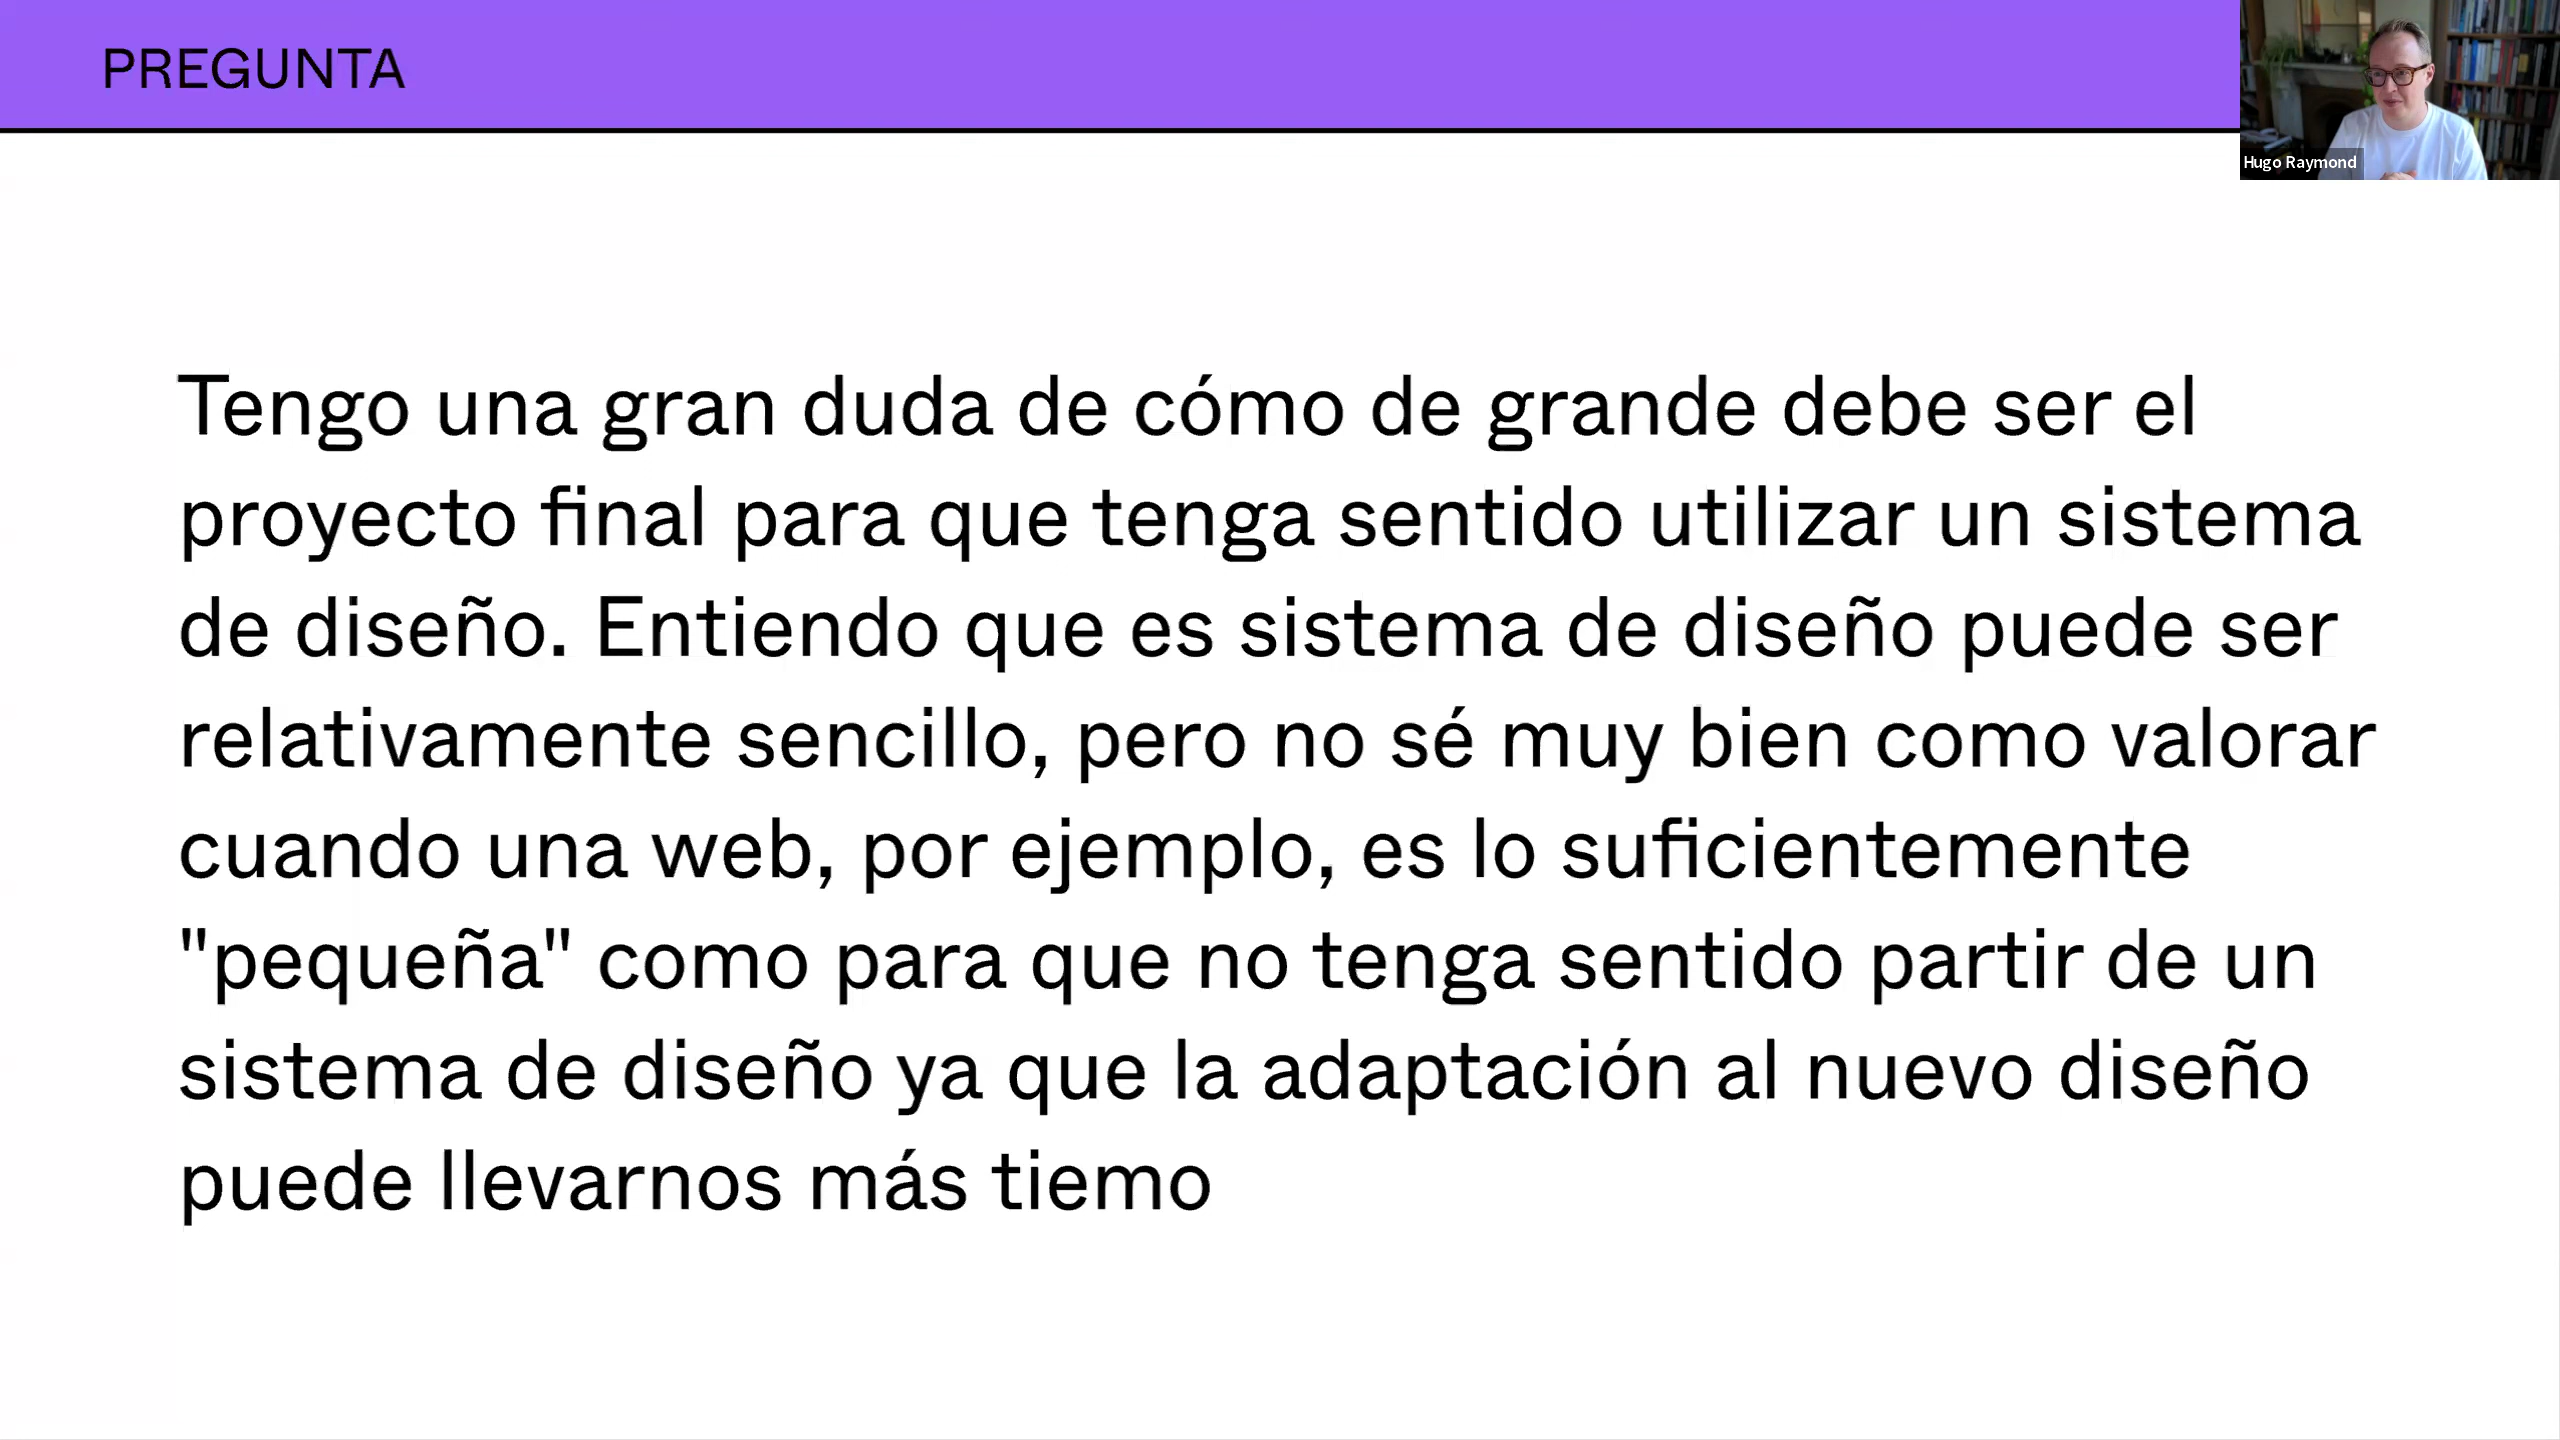 PREGUNTA
Hugo Raymond
Tengo una gran duda de cómo de grande debe ser el
proyecto final para que tenga sentido utilizar un sistema
de diseño. Entiendo que es sistema de diseño puede ser
relativamente sencillo, pero no sé muy bien como valorar
cuando una web, por ejemplo, es lo suficientemente
"pequeña" como para que no tenga sentido partir de un
sistema de diseño ya que la adaptación al nuevo diseño
puede llevarnos más tiemo